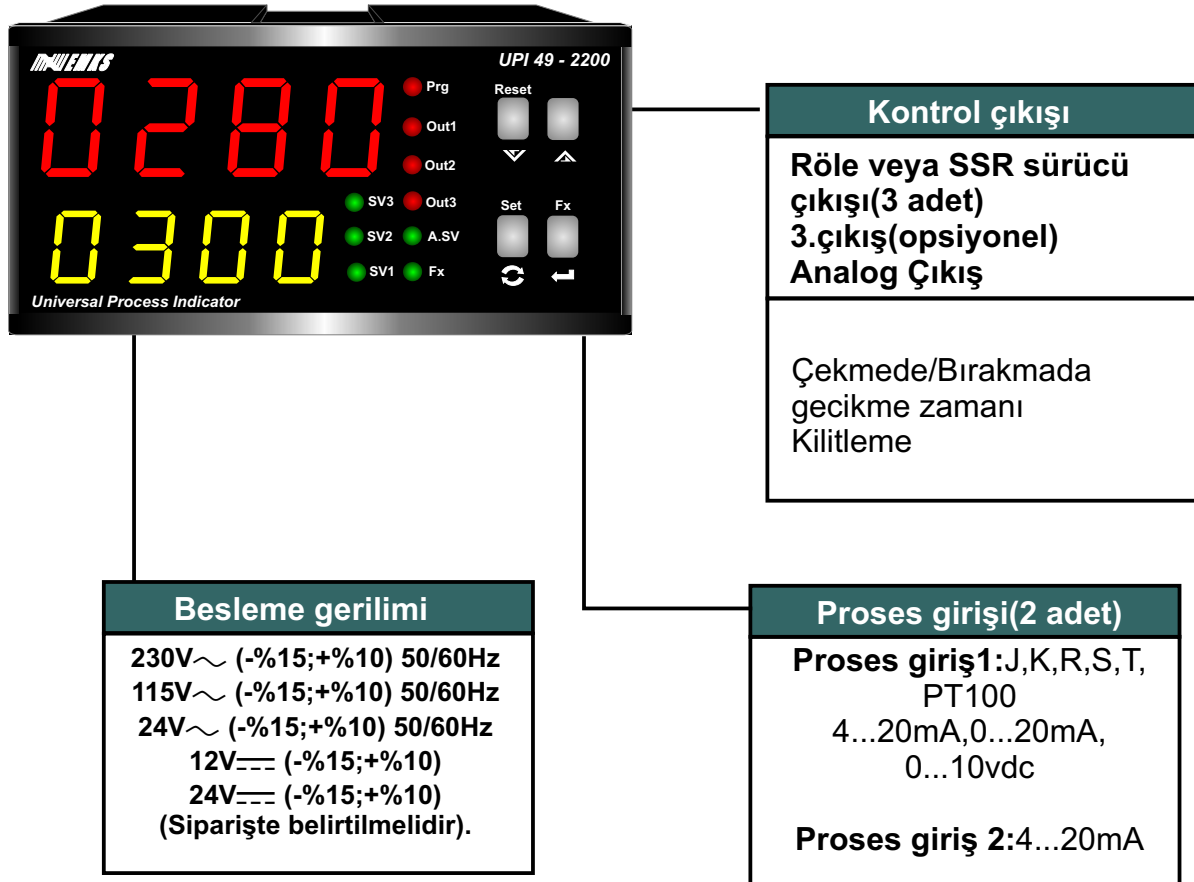 ENKS
UPI 49 - 2200
0280
0300
Prg
Out1
Out2
SV3
Out3
SV2
A.SV
SV1
Fx
Reset
Set
Fx
Universal Process Indicator
Kontrol çıkışı
Röle veya SSR sürücü
çıkışı(3 adet)
3.çıkış(opsiyonel)
Analog Çıkış
Çekmede/Bırakmada
gecikme zamanı
Kilitleme
Besleme gerilimi
230V～ (-%15;+%10) 50/60Hz
115V～ (-%15;+%10) 50/60Hz
24V～ (-%15;+%10) 50/60Hz
12V⎓ (-%15;+%10)
24V⎓ (-%15;+%10)
(Siparişte belirtilmelidir).
Proses girişi(2 adet)
Proses giriş1:J,K,R,S,T,
PT100
4...20mA,0...20mA,
0...10vdc
Proses giriş 2:4...20mA